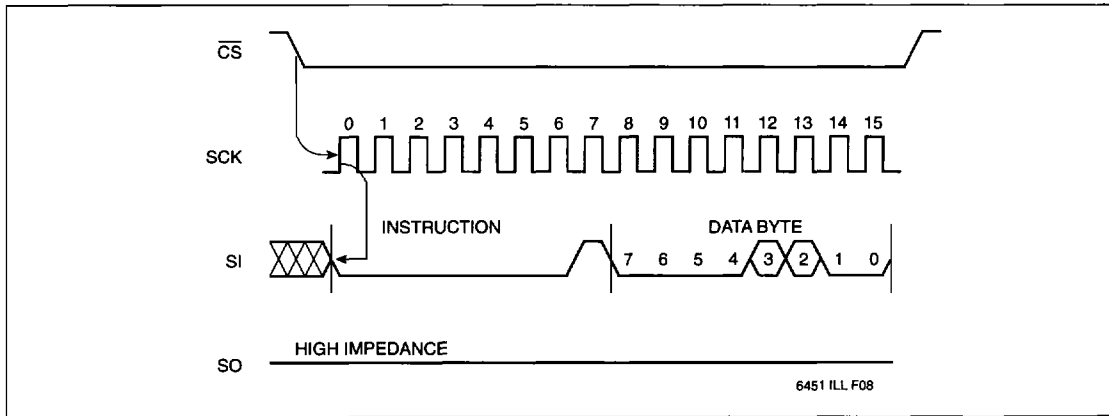 CS
0 1 2 3 4 5 6 7 8 9 10 11 12 13 14 15
SCK
INSTRUCTION DATA BYTE
SI 7 6 5 4 3 2 1 0
HIGH IMPEDANCE
SO
6451 ILL F08